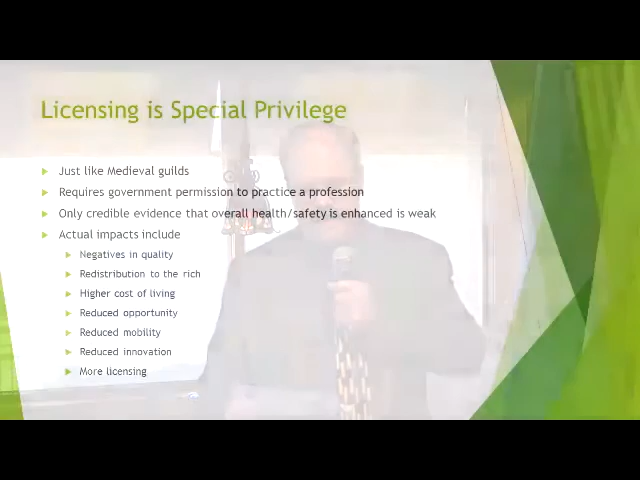 Licensing is Special Privilege
Just like Medieval guilds
Requires government permission to practice a profession
Only credible evidence that overall health/safety is enhanced is weak
Actual impacts include
Negatives in quality
Redistribution to the rich
Higher cost of living
Reduced opportunity
Reduced mobility
Reduced innovation
More licensing